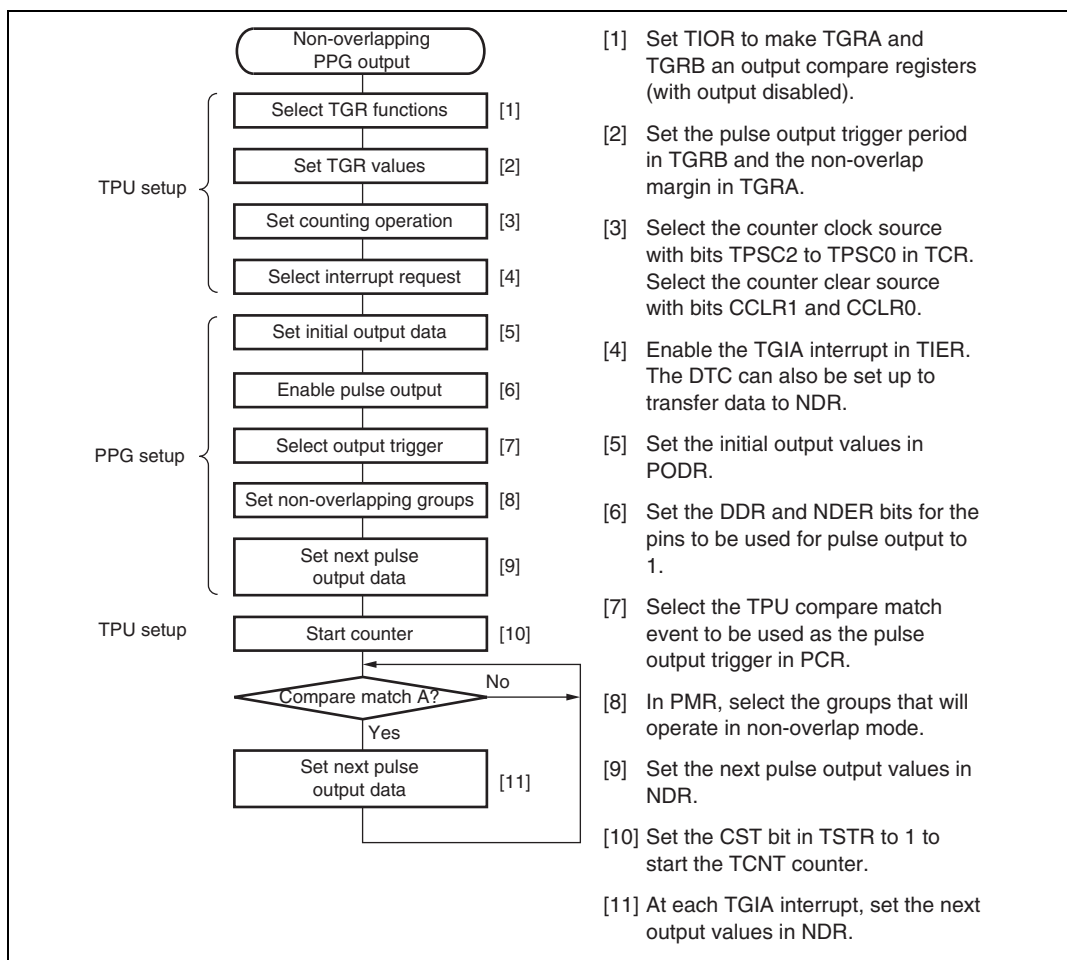 Non-overlapping
PPG output
TPU setup
Select TGR functions [1]
Set TGR values [2]
Set counting operation [3]
Select interrupt request [4]
PPG setup
Set initial output data [5]
Enable pulse output [6]
Select output trigger [7]
Set non-overlapping groups [8]
Set next pulse
output data [9]
TPU setup
Start counter [10]
Compare match A?
No
Yes
Set next pulse
output data [11]
[1] Set TIOR to make TGRA and
TGRB an output compare registers
(with output disabled).
[2] Set the pulse output trigger period
in TGRB and the non-overlap
margin in TGRA.
[3] Select the counter clock source
with bits TPSC2 to TPSC0 in TCR.
Select the counter clear source
with bits CCLR1 and CCLR0.
[4] Enable the TGIA interrupt in TIER.
The DTC can also be set up to
transfer data to NDR.
[5] Set the initial output values in
PODR.
[6] Set the DDR and NDER bits for the
pins to be used for pulse output to
1.
[7] Select the TPU compare match
event to be used as the pulse
output trigger in PCR.
[8] In PMR, select the groups that will
operate in non-overlap mode.
[9] Set the next pulse output values in
NDR.
[10] Set the CST bit in TSTR to 1 to
start the TCNT counter.
[11] At each TGIA interrupt, set the next
output values in NDR.